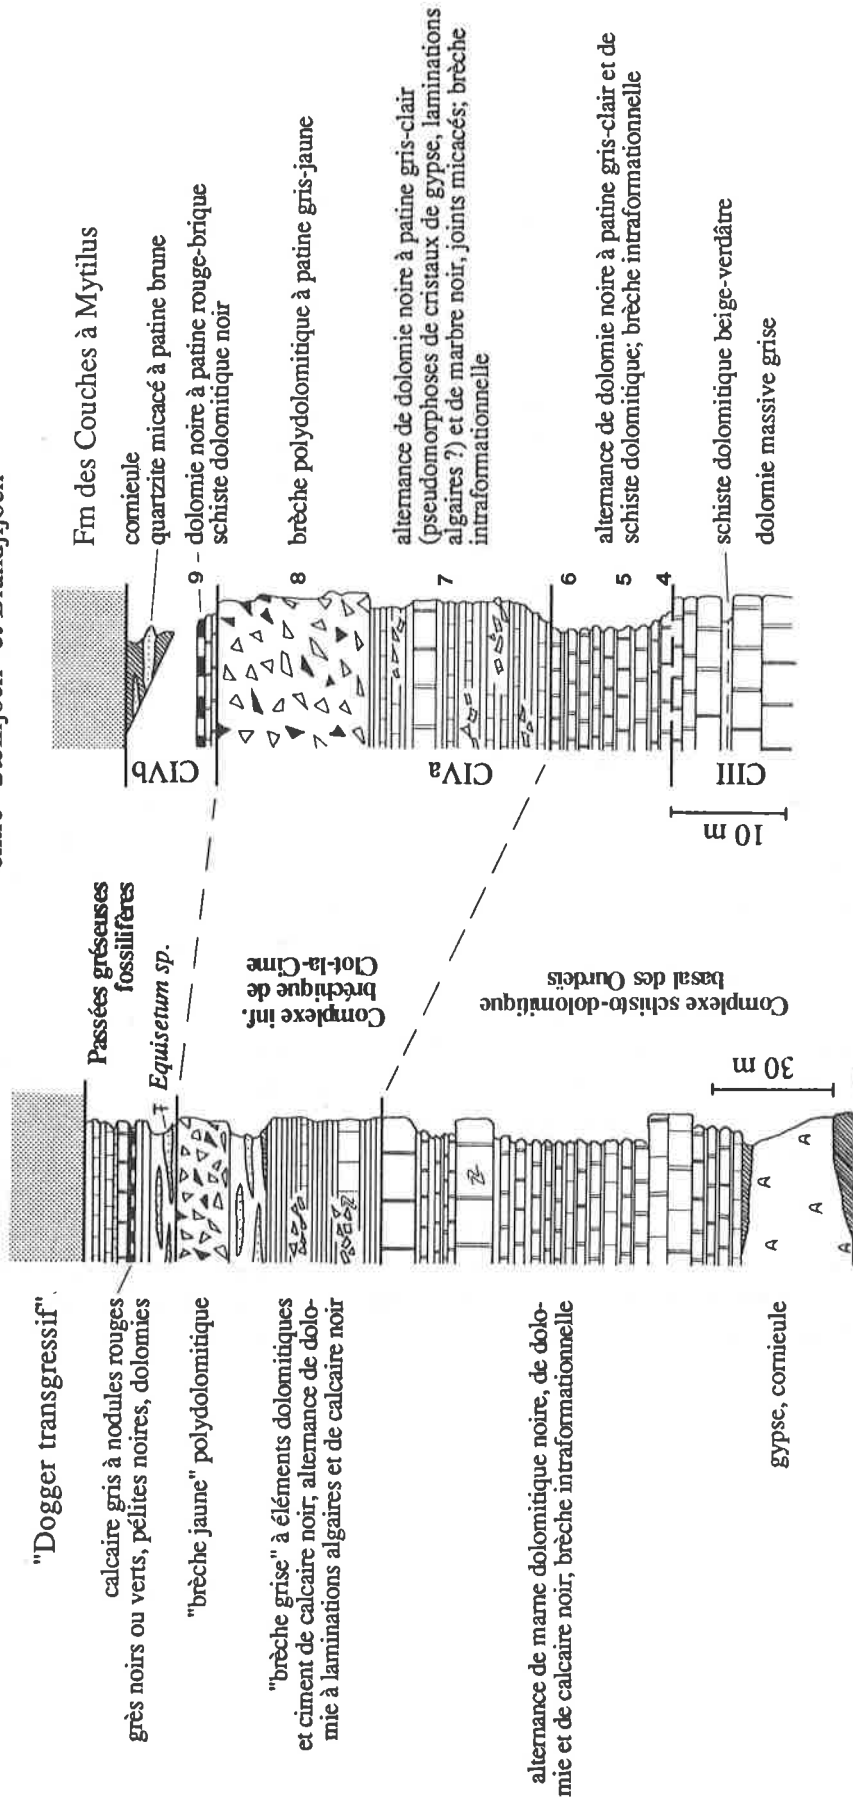 "Dogger transgressif"
calcaire gris à nodules rouges
grès noirs ou verts, pélites noires, dolomies
"brèche jaune" polydolomitique
"brèche grise" à éléments dolomitiques
et ciment de calcaire noir; alternance de dolo-
mie à laminations algaires et de calcaire noir
alternance de marne dolomitique noire, de dolo-
mie et de calcaire noir; brèche intraformationnelle
gypse, cornieule
A
A
A
A
A
A
Passées gréseuses
fossilifères
Equisetum sp.
Complexe inf.
bréchique de
Clot-la-Cime
Complexe schisto-dolomitique
basal des Ourdeis
30 m
CIVb
CIVa
CIII
10 m
9
8
7
6
5
4
Fm des Couches à Mytilus
cornieule
quartzite micacé à patine brune
dolomie noire à patine rouge-brique
schiste dolomitique noir
brèche polydolomitique à patine gris-jaune
alternance de dolomie noire à patine gris-clair
(pseudomorphoses de cristaux de gypse, laminations
algaires ?) et de marbre noir, joints micacés; brèche
intraformationnelle
alternance de dolomie noire à patine gris-clair et de
schiste dolomitique; brèche intraformationnelle
schiste dolomitique beige-verdâtre
dolomie massive grise